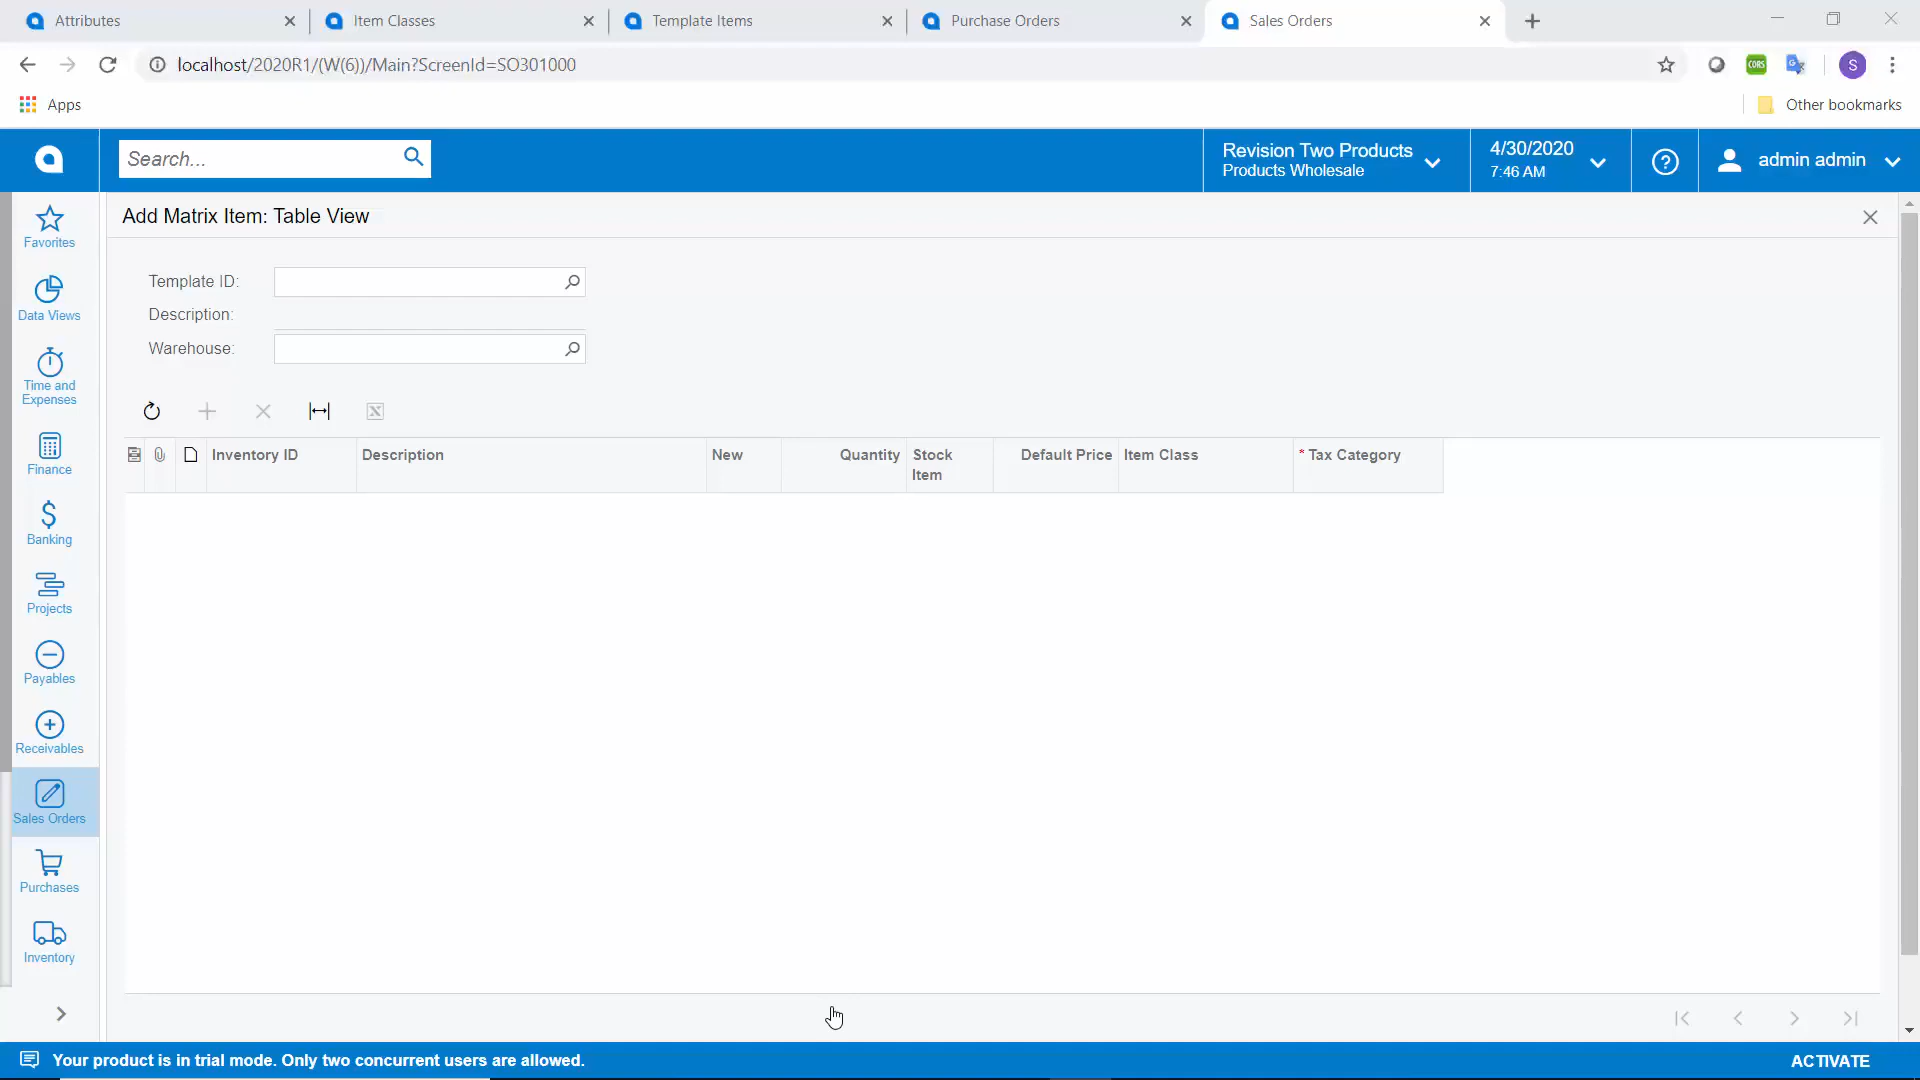 Attributes
Item Classes
Template Items
Purchase Orders
Sales Orders
localhost/2020R1/(W(6))/Main?ScreenId=SO301000
CORS
S
Apps
Other bookmarks
Search...
Revision Two Products
Products Wholesale
4/30/2020
7:46 AM
admin admin
Favorites
Data Views
Time and
Expenses
Finance
Banking
Projects
Payables
Receivables
Sales Orders
Purchases
Inventory
Add Matrix Item: Table View
Template ID:
Description:
Warehouse:
Inventory ID
Description
New
Quantity
Stock
Item
Default Price
Item Class
* Tax Category
Your product is in trial mode. Only two concurrent users are allowed.
ACTIVATE